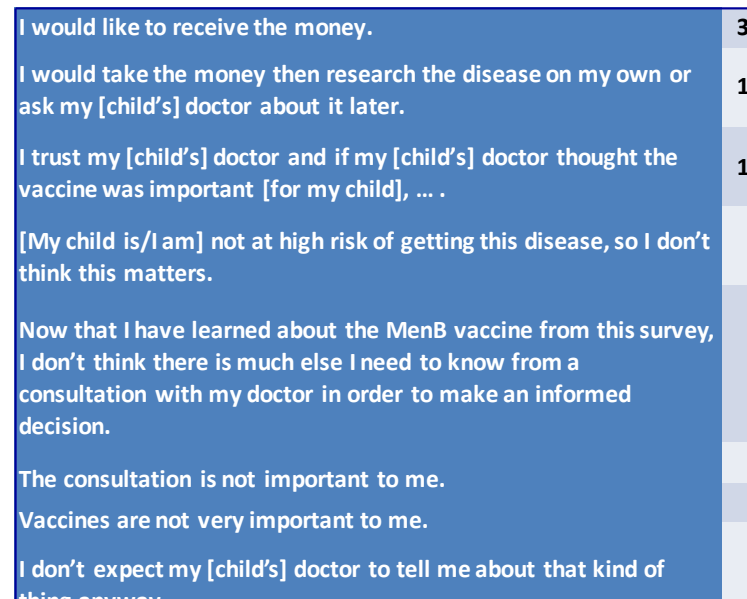 I would like to receive the money. 3
I would take the money then research the disease on my own or
ask my [child's] doctor about it later. 1
I trust my [child's] doctor and if my [child's] doctor thought the
vaccine was important [for my child], … . 1
[My child is/I am] not at high risk of getting this disease, so I don't
think this matters.
Now that I have learned about the MenB vaccine from this survey,
I don't think there is much else I need to know from a
consultation with my doctor in order to make an informed
decision.
The consultation is not important to me.
Vaccines are not very important to me.
I don't expect my [child's] doctor to tell me about that kind of
thing anyway